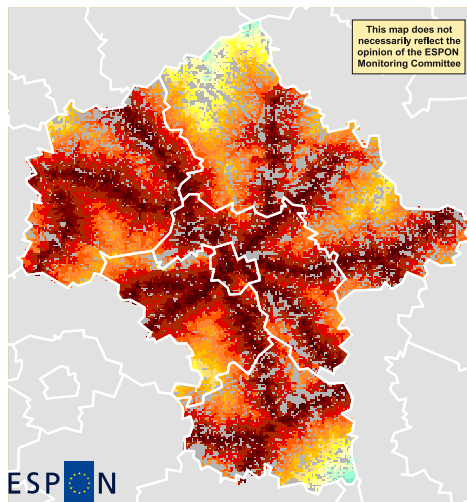 This map does not
necessarily reflect the
opinion of the ESPON
Monitoring Committee
ESPON